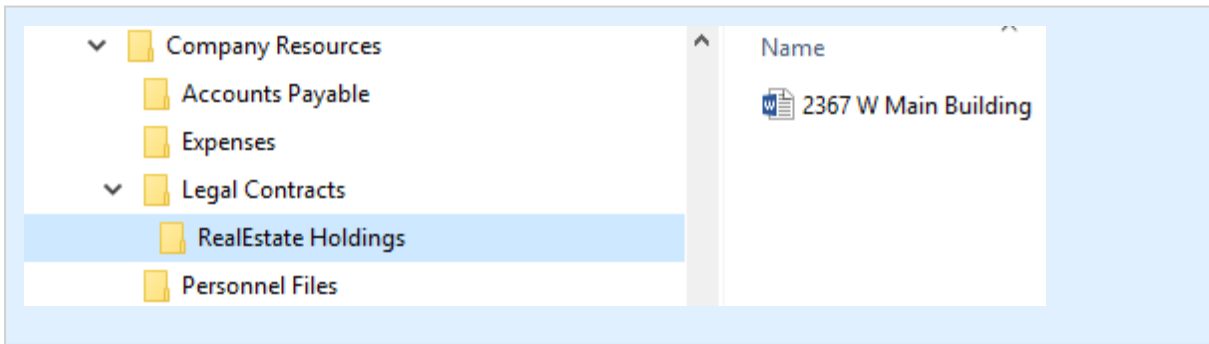 Company Resources
Accounts Payable
Expenses
Legal Contracts
RealEstate Holdings
Personnel Files
Name
2367 W Main Building